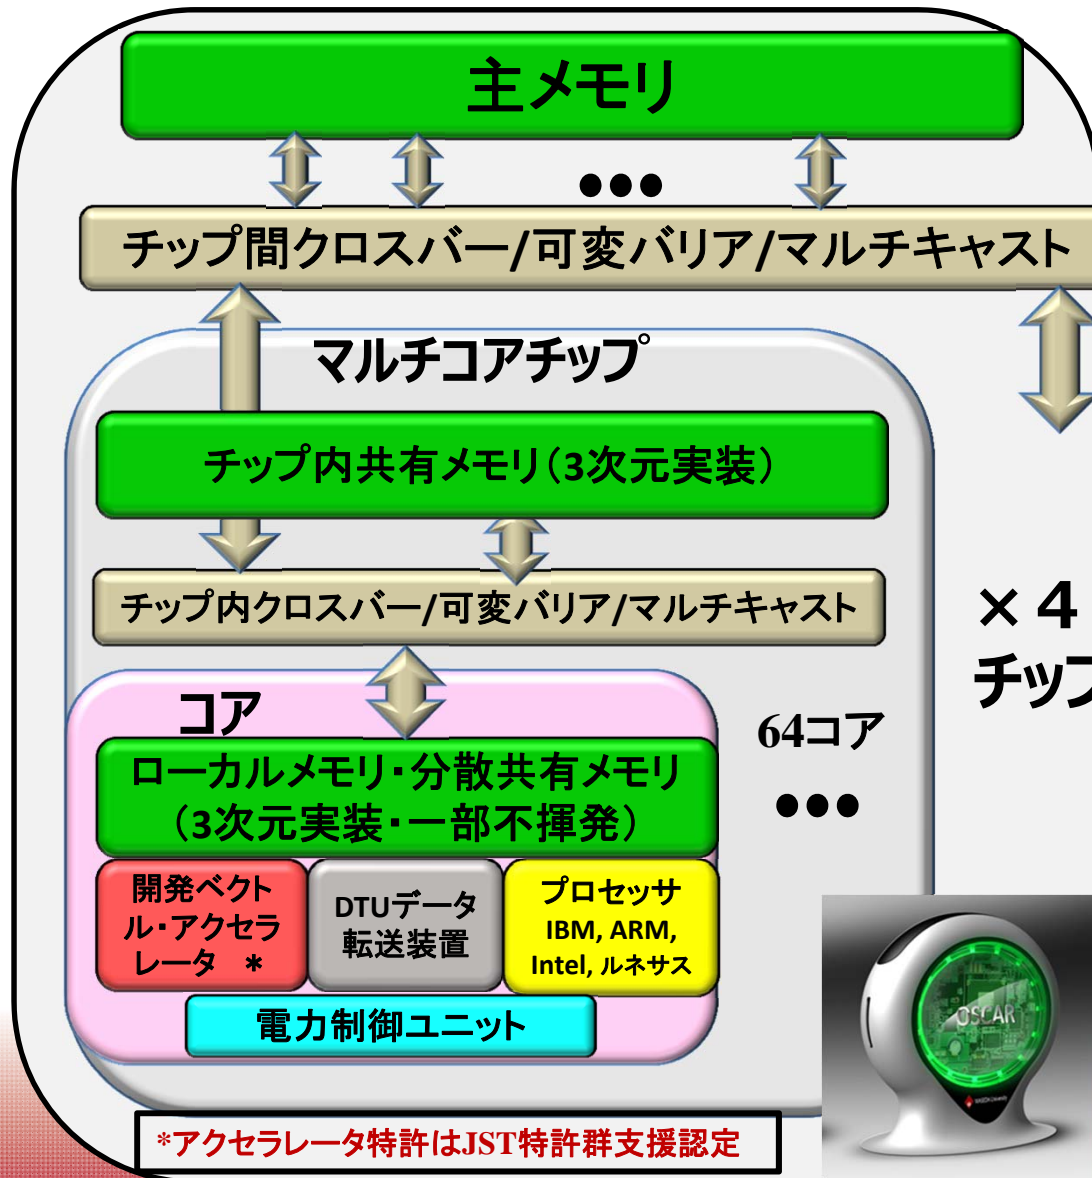 主メモリ
•••
チップ間クロスバー/可変バリア/マルチキャスト
マルチコアチップ
チップ内共有メモリ(3次元実装)
チップ内クロスバー/可変バリア/マルチキャスト
×4
チップ
コア
64コア
•••
ローカルメモリ・分散共有メモリ
(3次元実装・一部不揮発)
開発ベクト
ル・アクセラ
レータ *
DTUデータ
転送装置
プロセッサ
IBM, ARM,
Intel, ルネサス
電力制御ユニット
OSCAR
WASEDA University
*アクセラレータ特許はJST特許群支援認定